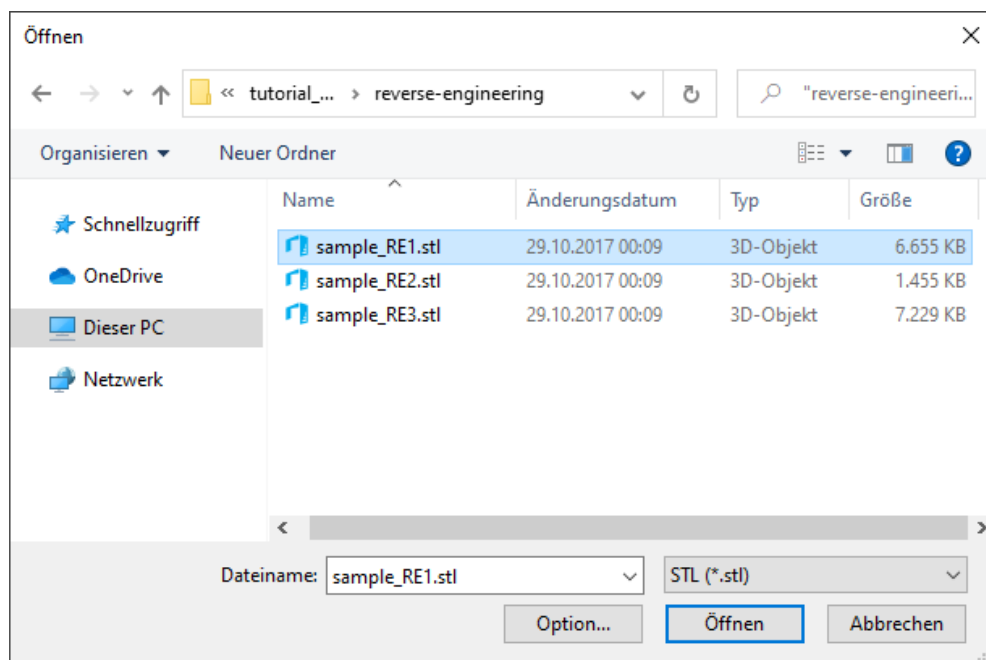 Öffnen
« tutorial_... › reverse-engineering
"reverse-engineeri...
Organisieren Neuer Ordner
Name Änderungsdatum Typ Größe
Schnellzugriff
OneDrive
Dieser PC
Netzwerk
sample_RE1.stl 29.10.2017 00:09 3D-Objekt 6.655 KB
sample_RE2.stl 29.10.2017 00:09 3D-Objekt 1.455 KB
sample_RE3.stl 29.10.2017 00:09 3D-Objekt 7.229 KB
Dateiname: sample_RE1.stl STL (*.stl)
Option... Öffnen Abbrechen